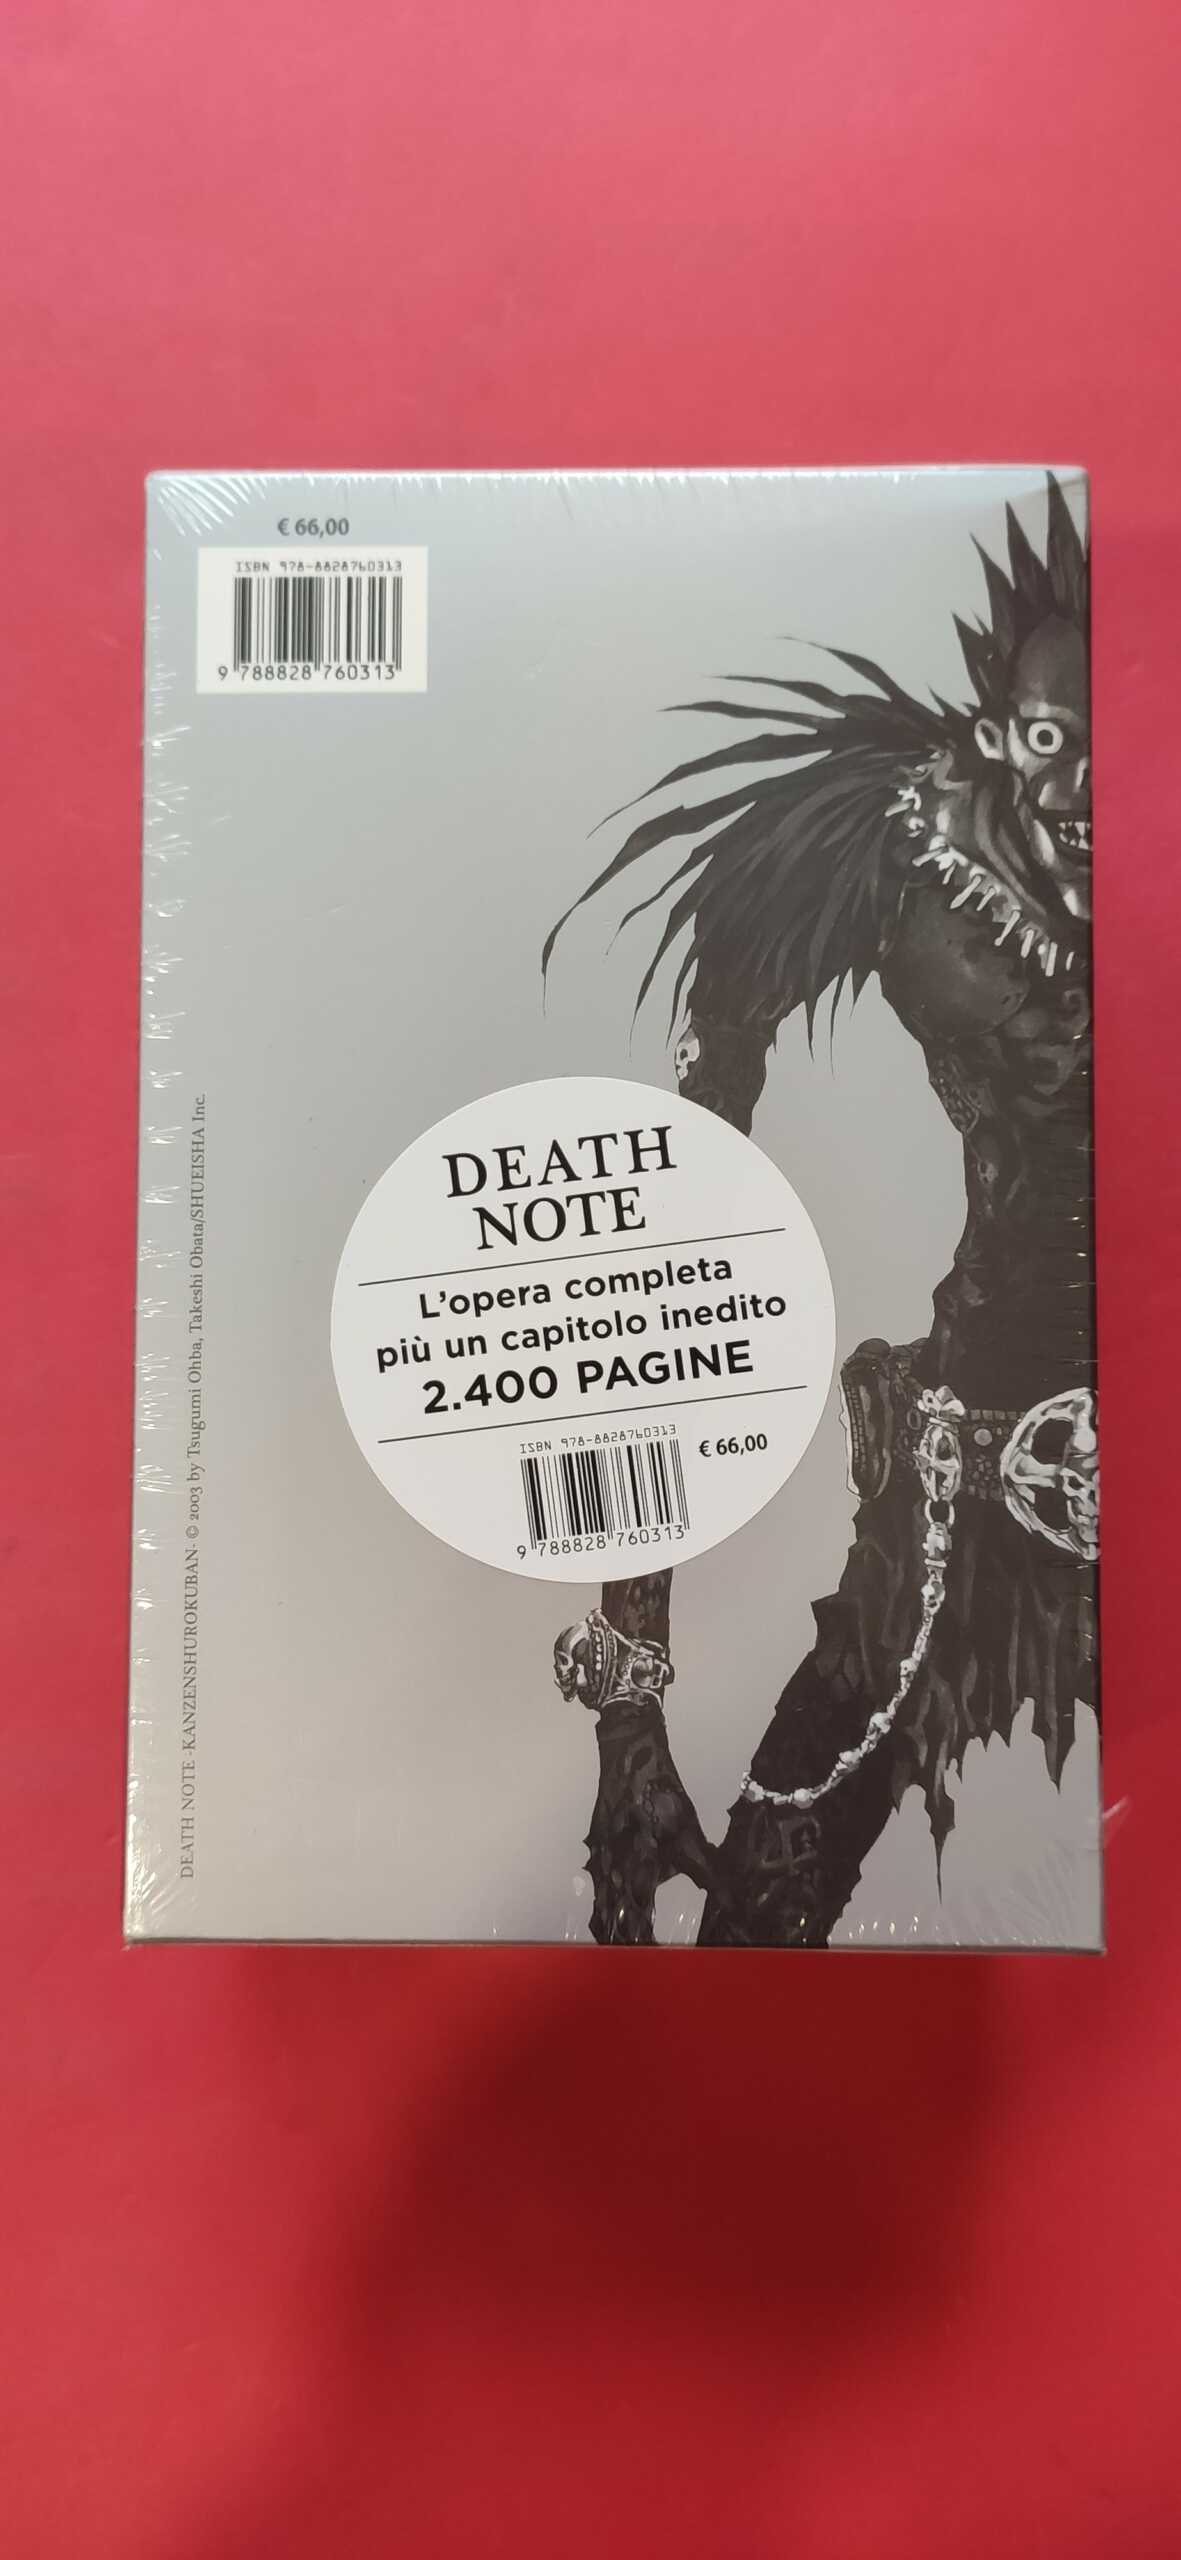 € 66,00
ISBN 978-8828760313
9 788828 760313
DEATH NOTE -KANZENSHUROKUBAN- © 2003 by Tsugumi Ohba, Takeshi Obata/SHUEISHA Inc.
DEATH
NOTE
L'opera completa
più un capitolo inedito
2.400 PAGINE
ISBN 978-8828760313
€ 66,00
9 788828 760313